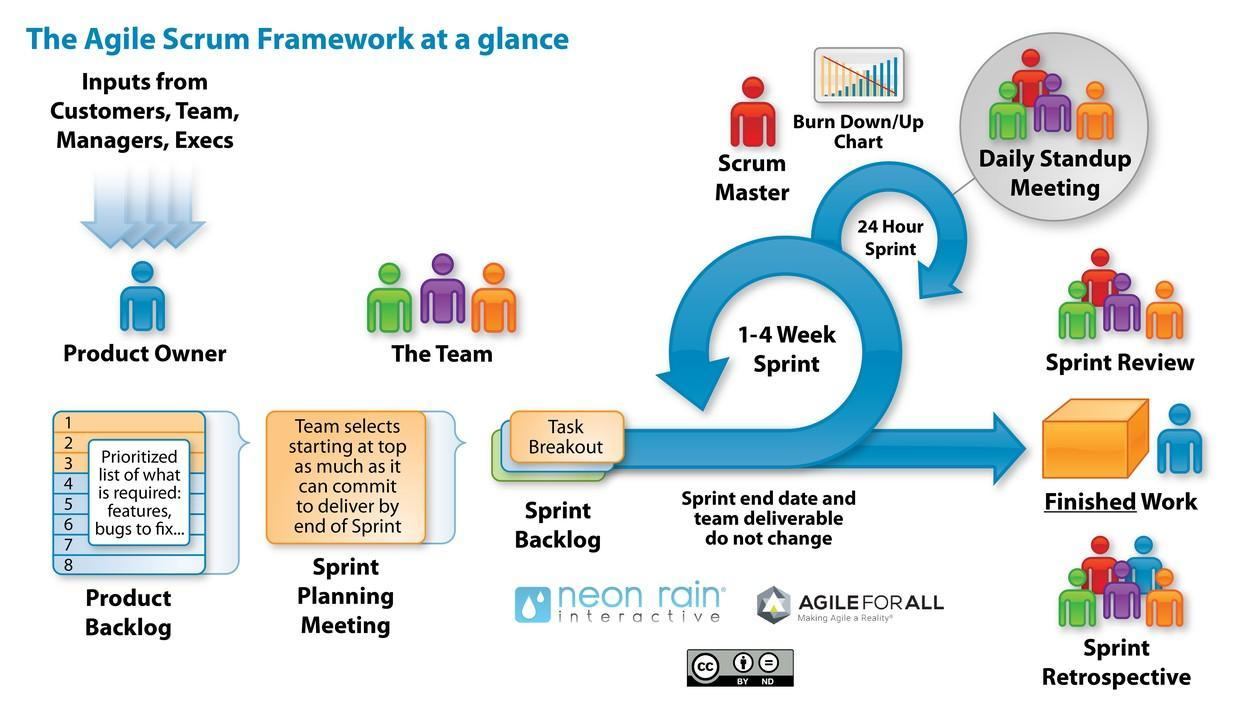 The Agile Scrum Framework at a glance
Inputs from
Customers, Team,
Managers, Execs
Product Owner
The Team
Scrum
Master
Burn Down/Up
Chart
Daily Standup
Meeting
24 Hour
Sprint
1-4 Week
Sprint
Sprint Review
1
2
3
4
5
6
7
8
Prioritized
list of what
is required:
features,
bugs to fix...
Product
Backlog
Team selects
starting at top
as much as it
can commit
to deliver by
end of Sprint
Sprint
Planning
Meeting
Task
Breakout
Sprint
Backlog
Sprint end date and
team deliverable
do not change
Finished Work
Sprint
Retrospective
neon rain®
interactive
AGILE FOR ALL
Making Agile a Reality®
cc
BY ND